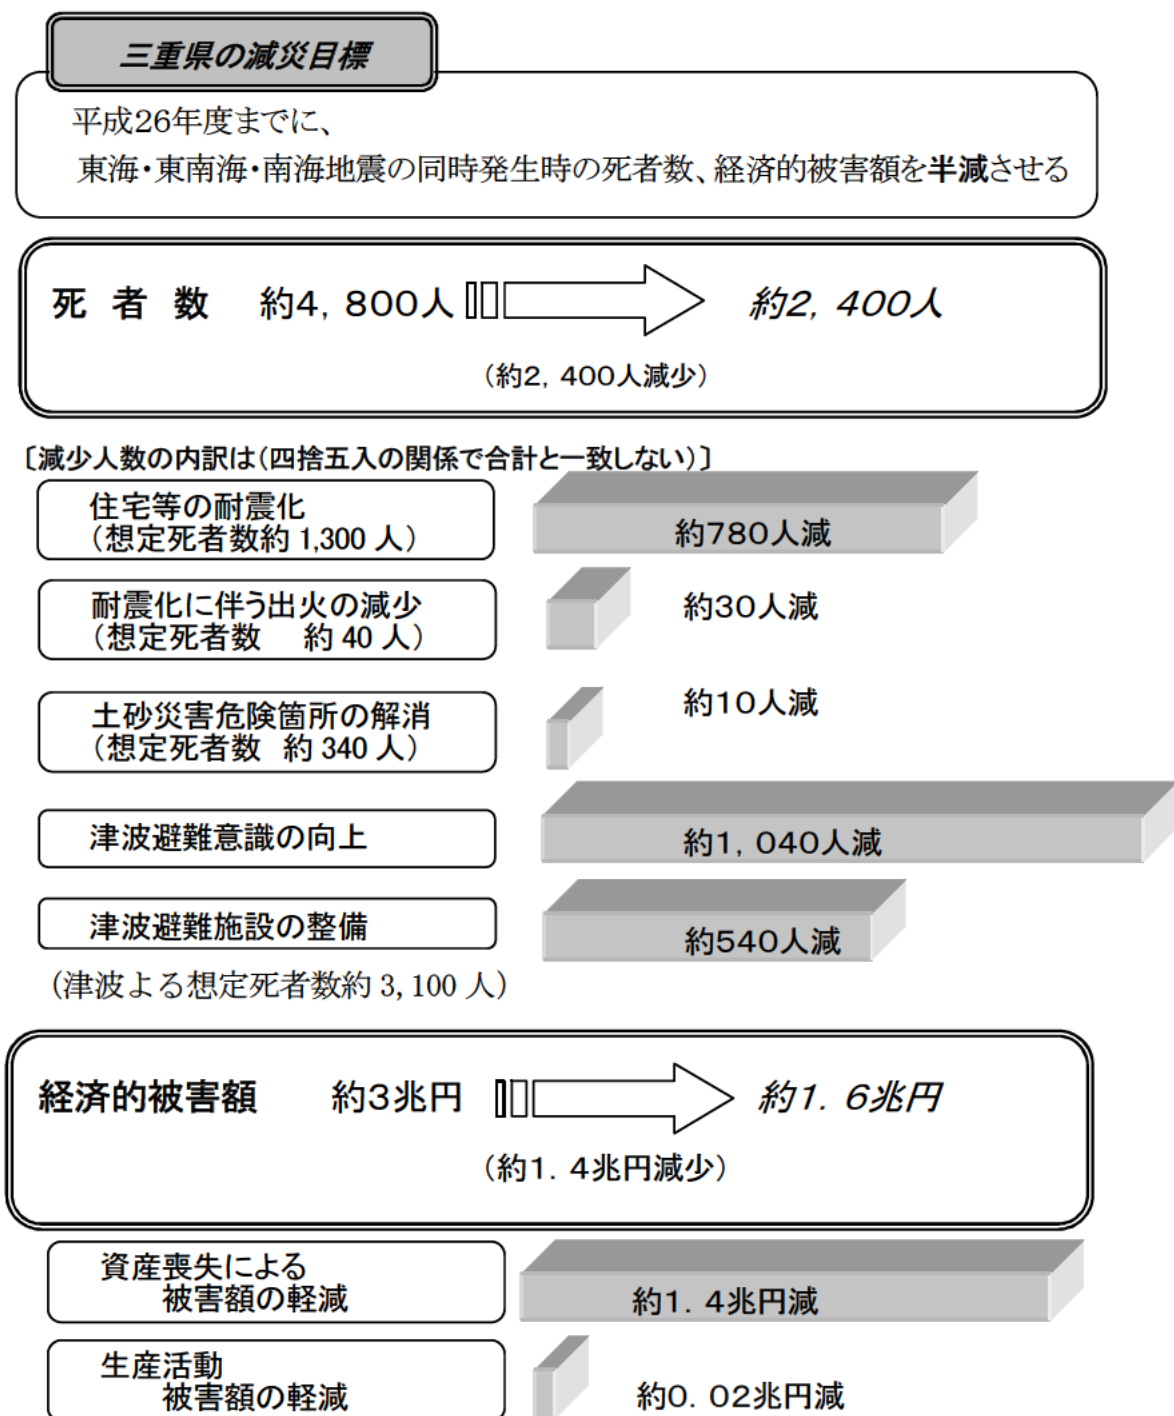 三重県の減災目標
平成26年度までに、
東海・東南海・南海地震の同時発生時の死者数、経済的被害額を半減させる
死 者 数 約4，800人 約2，400人
（約2，400人減少）
〔減少人数の内訳は（四捨五入の関係で合計と一致しない）〕
住宅等の耐震化
（想定死者数約 1,300 人） 約780人減
耐震化に伴う出火の減少
（想定死者数 約 40 人） 約30人減
土砂災害危険箇所の解消
（想定死者数 約 340 人） 約10人減
津波避難意識の向上 約1，040人減
津波避難施設の整備 約540人減
（津波よる想定死者数約 3,100 人）
経済的被害額 約3兆円 約1．6兆円
（約1．4兆円減少）
資産喪失による
被害額の軽減 約1．4兆円減
生産活動
被害額の軽減 約0．02兆円減